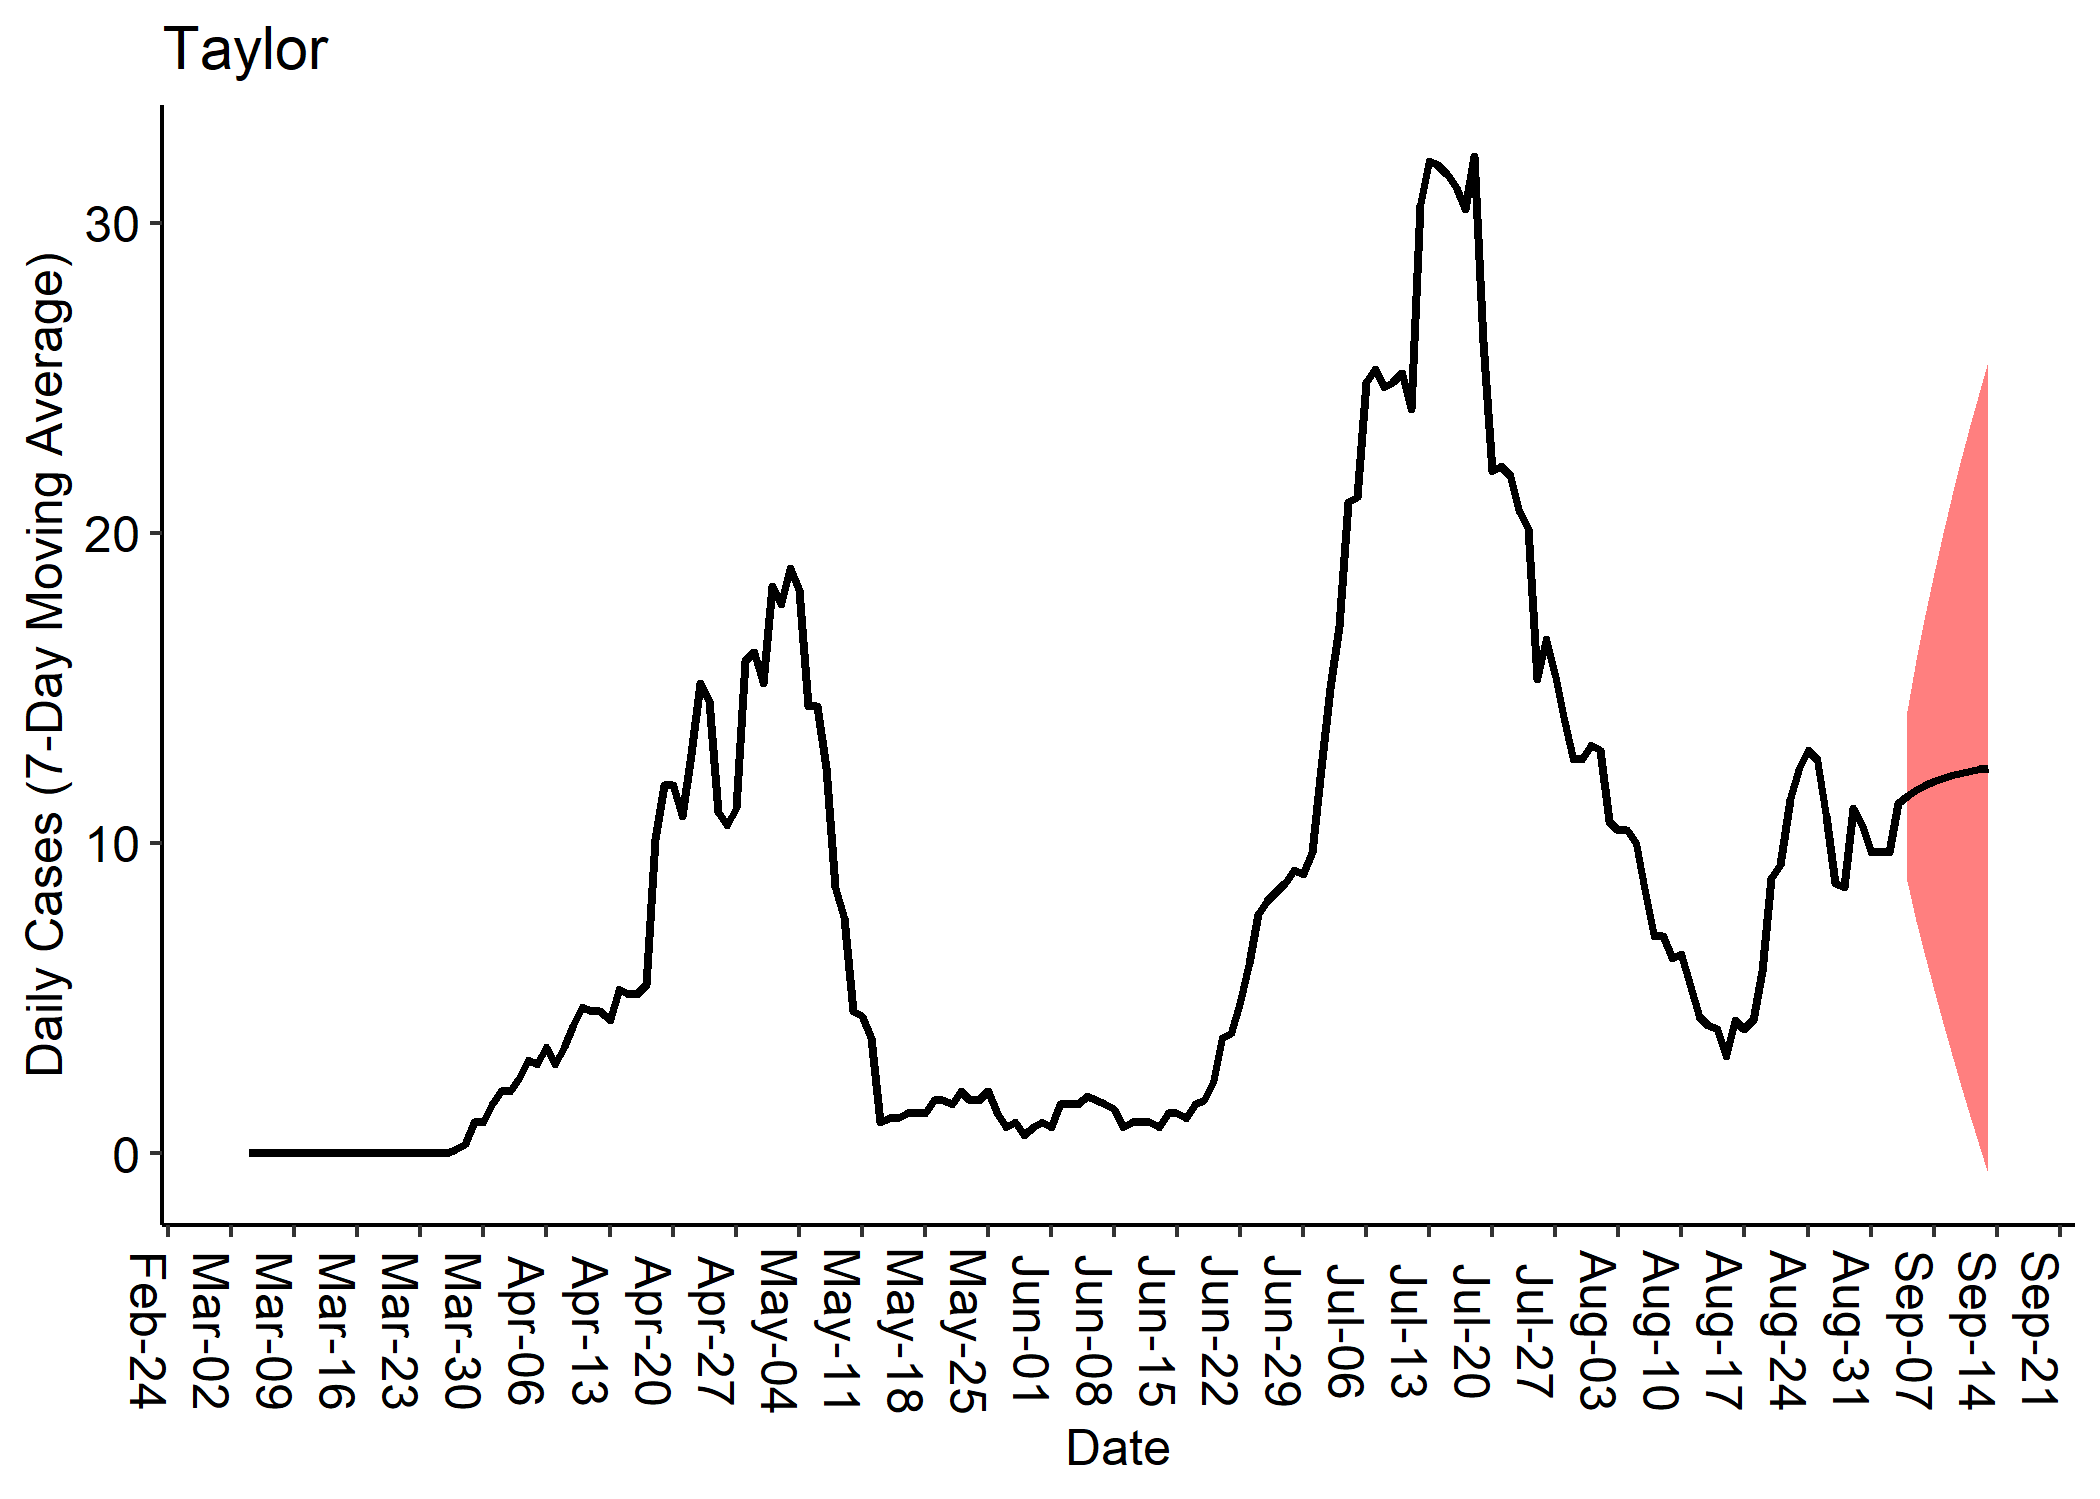 Taylor
Daily Cases (7-Day Moving Average)
30
20
10
0
Feb-24
Mar-02
Mar-09
Mar-16
Mar-23
Mar-30
Apr-06
Apr-13
Apr-20
Apr-27
May-04
May-11
May-18
May-25
Jun-01
Jun-08
Jun-15
Jun-22
Jun-29
Jul-06
Jul-13
Jul-20
Jul-27
Aug-03
Aug-10
Aug-17
Aug-24
Aug-31
Sep-07
Sep-14
Sep-21
Date